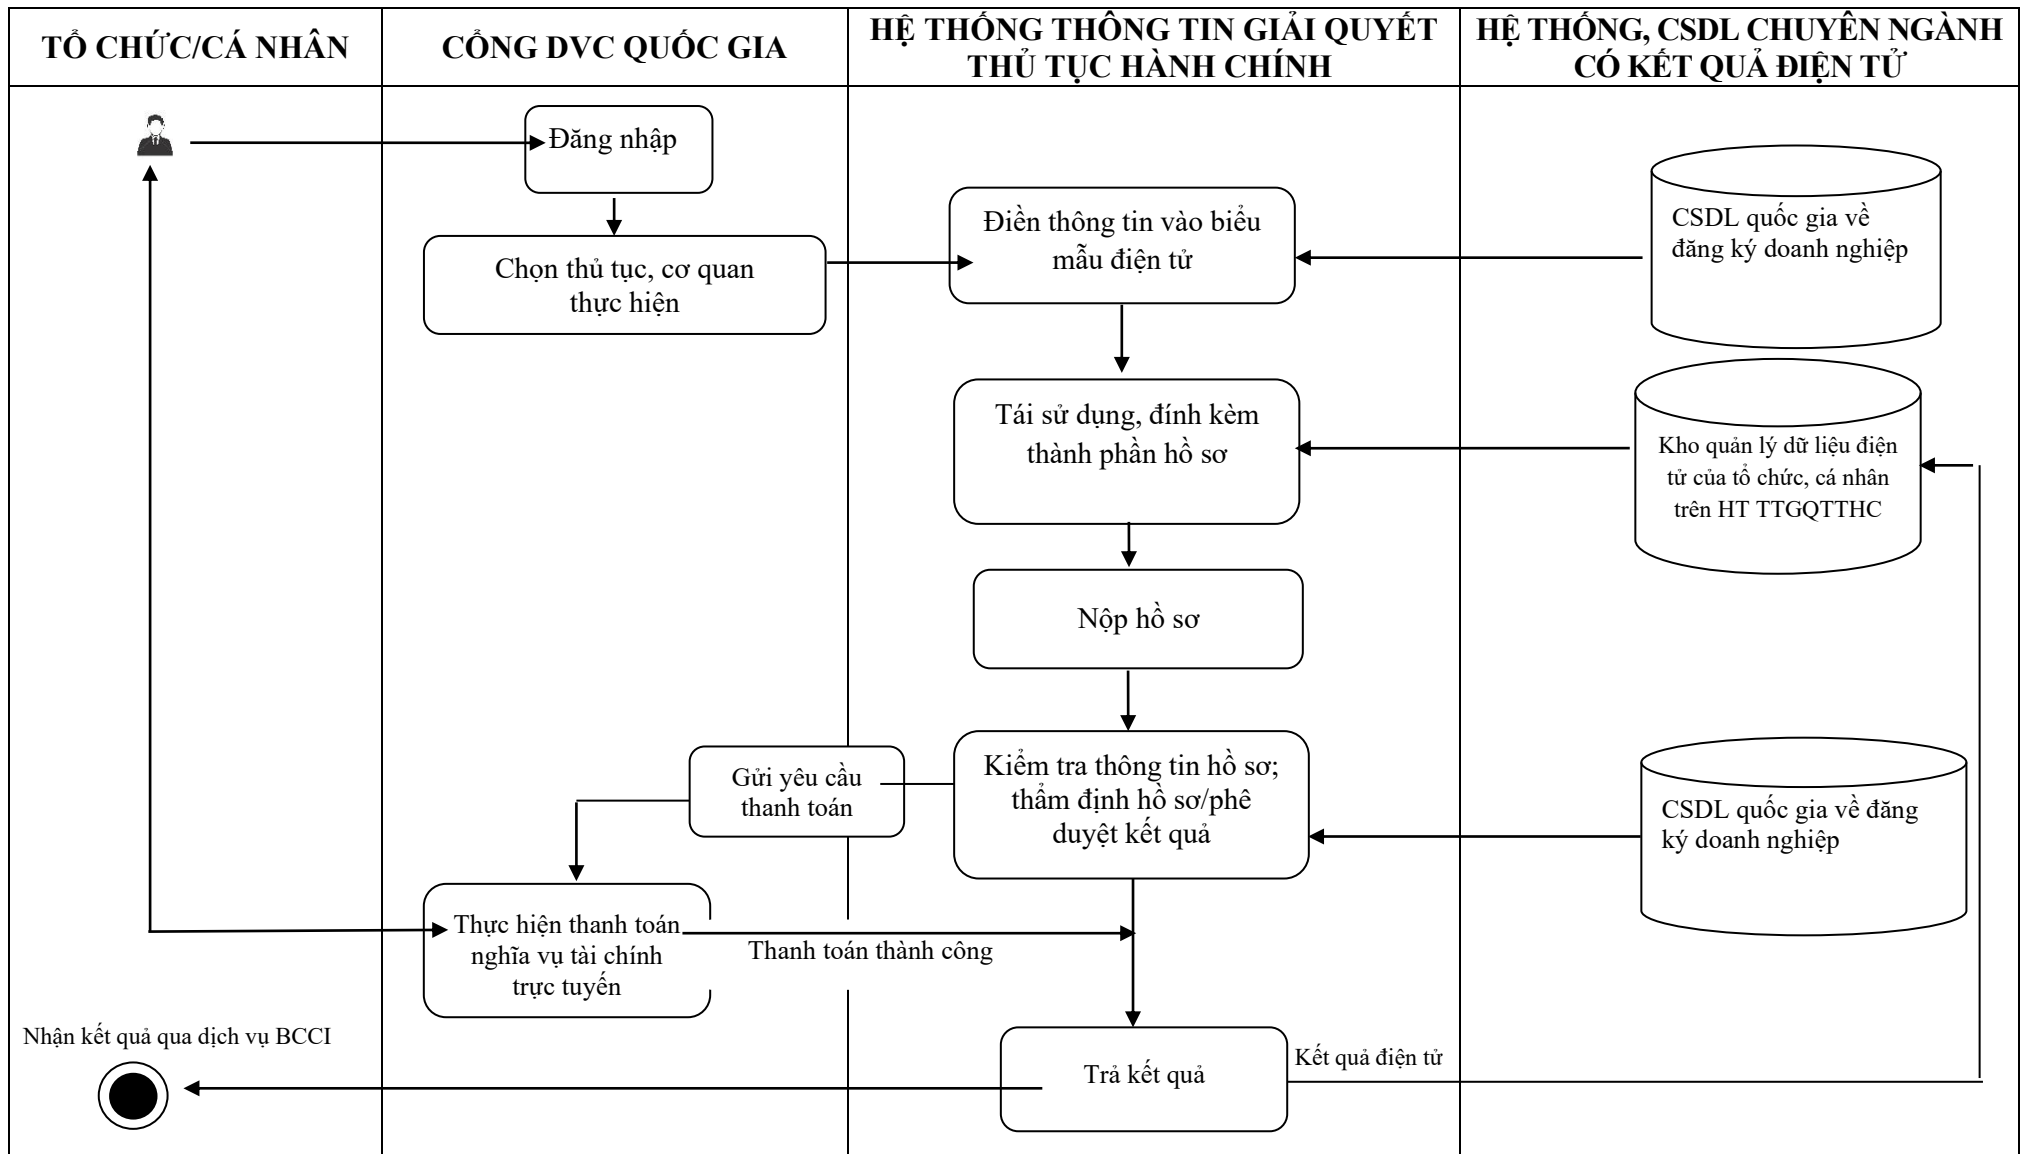 TỔ CHỨC/CÁ NHÂN
CỔNG DVC QUỐC GIA
HỆ THỐNG THÔNG TIN GIẢI QUYẾT
THỦ TỤC HÀNH CHÍNH
HỆ THỐNG, CSDL CHUYÊN NGÀNH
CÓ KẾT QUẢ ĐIỆN TỬ
Đăng nhập
Chọn thủ tục, cơ quan
thực hiện
Điền thông tin vào biểu
mẫu điện tử
CSDL quốc gia về
đăng ký doanh nghiệp
Tái sử dụng, đính kèm
thành phần hồ sơ
Kho quản lý dữ liệu điện
tử của tổ chức, cá nhân
trên HT TTGQTTHC
Nộp hồ sơ
Gửi yêu cầu
thanh toán
Kiểm tra thông tin hồ sơ;
thẩm định hồ sơ/phê
duyệt kết quả
CSDL quốc gia về đăng
ký doanh nghiệp
Thực hiện thanh toán
nghĩa vụ tài chính
trực tuyến
Thanh toán thành công
Nhận kết quả qua dịch vụ BCCI
Trả kết quả
Kết quả điện tử